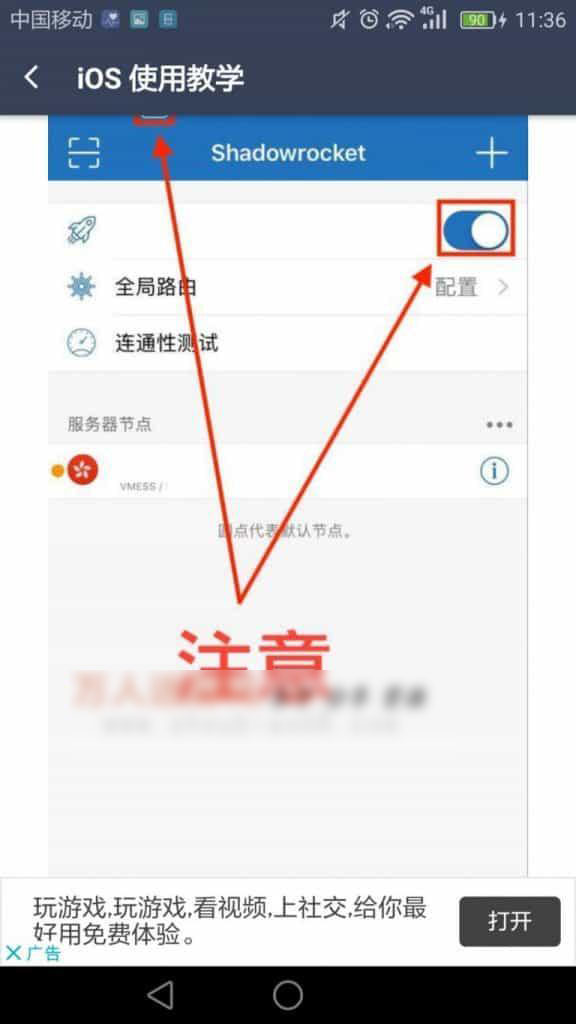 中国移动 4G 90 11:36
iOS 使用教学
Shadowrocket
全局路由 配置
连通性测试
服务器节点
VMESS /
圆点代表默认节点。
注意
玩游戏,玩游戏,看视频,上社交,给你最
好用免费体验。
打开
广告